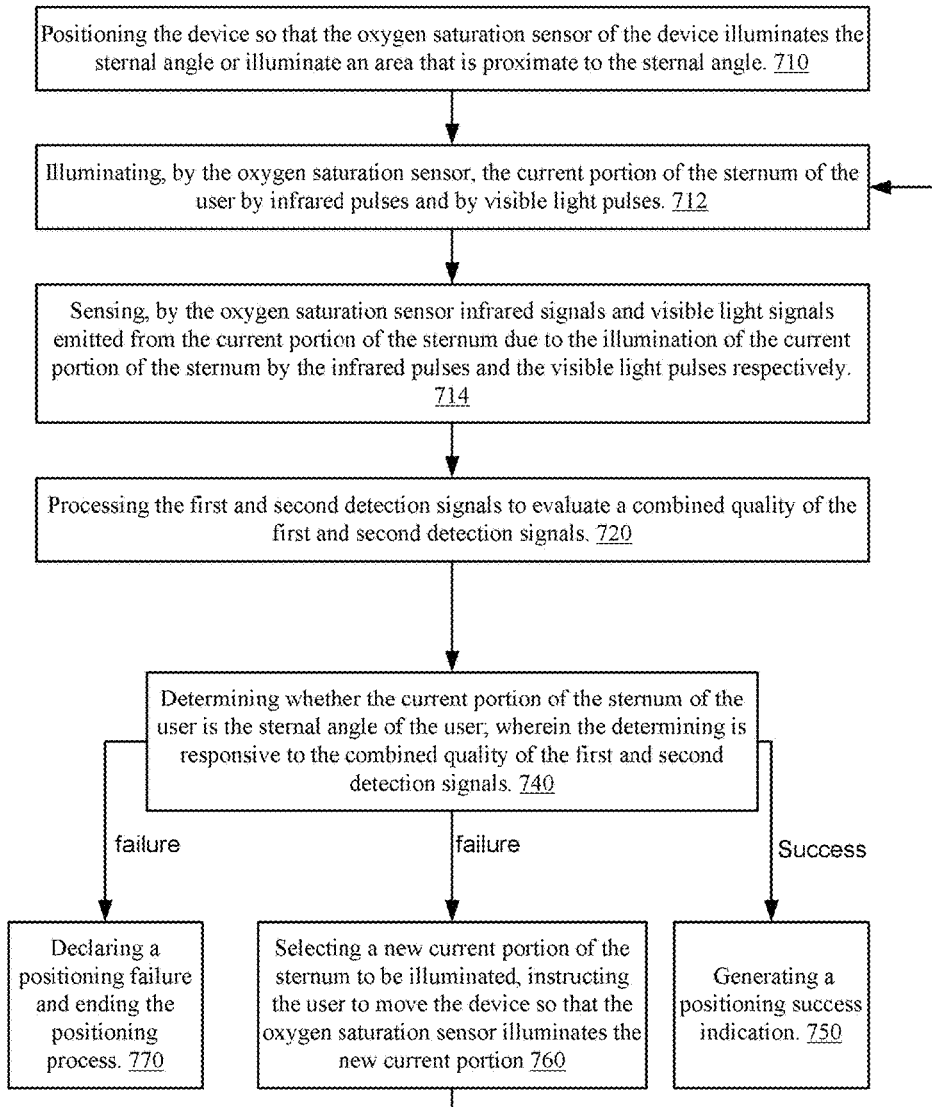 Positioning the device so that the oxygen saturation sensor of the device illuminates the
sternal angle or illuminate an area that is proximate to the sternal angle. 710
Illuminating, by the oxygen saturation sensor, the current portion of the sternum of the
user by infrared pulses and by visible light pulses. 712
Sensing, by the oxygen saturation sensor infrared signals and visible light signals
emitted from the current portion of the sternum due to the illumination of the current
portion of the sternum by the infrared pulses and the visible light pulses respectively.
714
Processing the first and second detection signals to evaluate a combined quality of the
first and second detection signals. 720
Determining whether the current portion of the sternum of the
user is the sternal angle of the user; wherein the determining is
responsive to the combined quality of the first and second
detection signals. 740
failure
failure
Success
Declaring a
positioning failure
and ending the
positioning
process. 770
Selecting a new current portion of the
sternum to be illuminated, instructing
the user to move the device so that the
oxygen saturation sensor illuminates the
new current portion 760
Generating a
positioning success
indication. 750